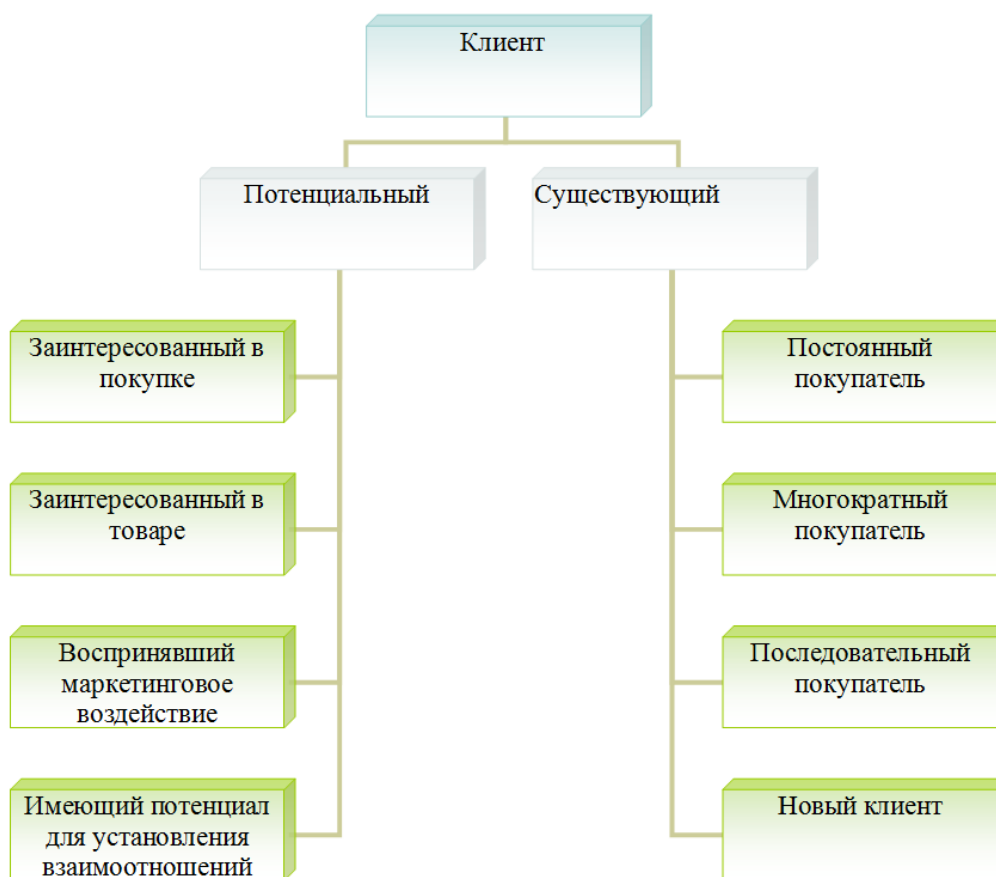 Клиент
Потенциальный
Существующий
Заинтересованный в
покупке
Постоянный
покупатель
Заинтересованный в
товаре
Многократный
покупатель
Воспринявший
маркетинговое
воздействие
Последовательный
покупатель
Имеющий потенциал
для установления
взаимоотношений
Новый клиент